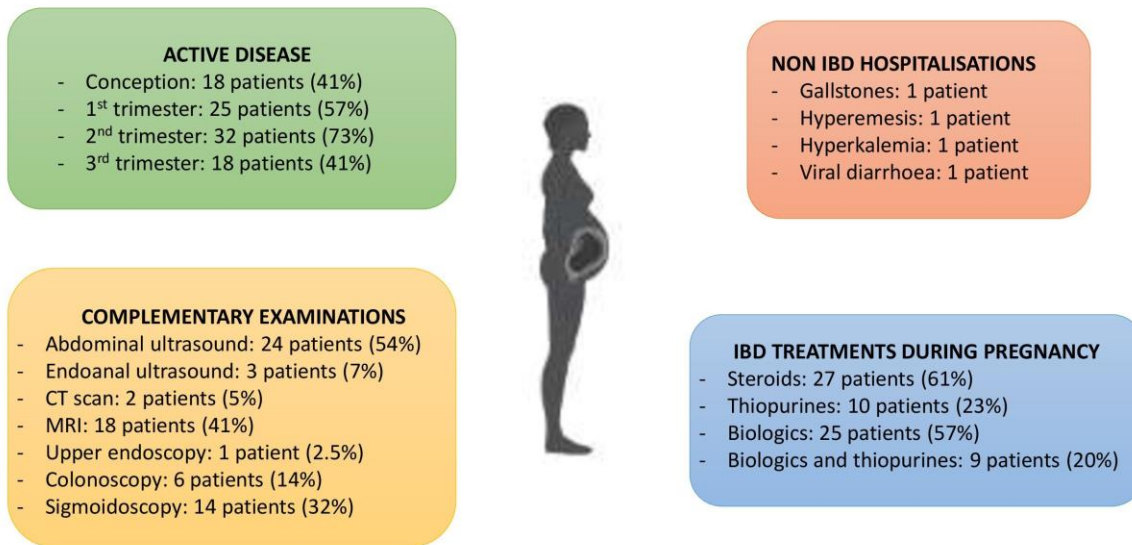 ACTIVE DISEASE
- Conception: 18 patients (41%)
- 1st trimester: 25 patients (57%)
- 2nd trimester: 32 patients (73%)
- 3rd trimester: 18 patients (41%)
NON IBD HOSPITALISATIONS
- Gallstones: 1 patient
- Hyperemesis: 1 patient
- Hyperkalemia: 1 patient
- Viral diarrhoea: 1 patient
COMPLEMENTARY EXAMINATIONS
- Abdominal ultrasound: 24 patients (54%)
- Endoanal ultrasound: 3 patients (7%)
- CT scan: 2 patients (5%)
- MRI: 18 patients (41%)
- Upper endoscopy: 1 patient (2.5%)
- Colonoscopy: 6 patients (14%)
- Sigmoidoscopy: 14 patients (32%)
IBD TREATMENTS DURING PREGNANCY
- Steroids: 27 patients (61%)
- Thiopurines: 10 patients (23%)
- Biologics: 25 patients (57%)
- Biologics and thiopurines: 9 patients (20%)